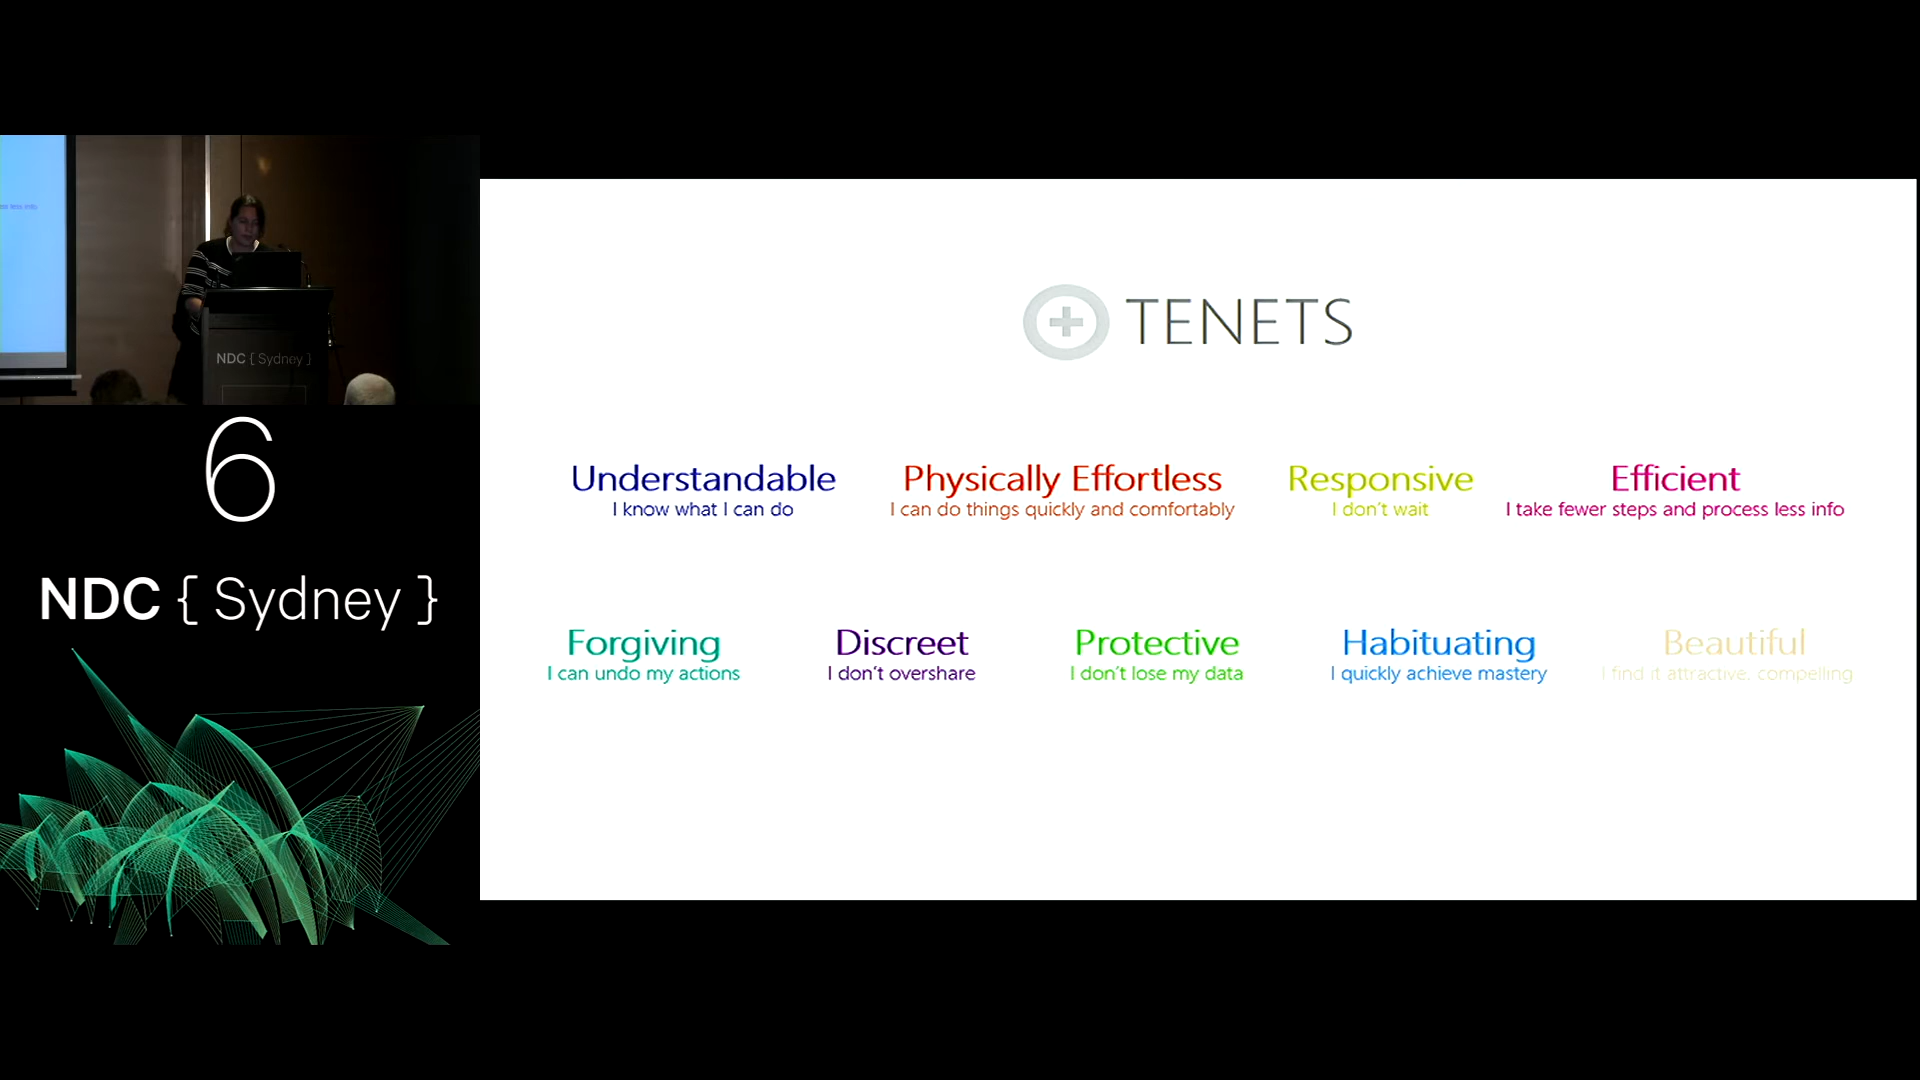 NDC { Sydney }
6
NDC { Sydney }
TENETS
Understandable
I know what I can do
Physically Effortless
I can do things quickly and comfortably
Responsive
I don't wait
Efficient
I take fewer steps and process less info
Forgiving
I can undo my actions
Discreet
I don't overshare
Protective
I don't lose my data
Habituating
I quickly achieve mastery
Beautiful
I find it attractive, compelling